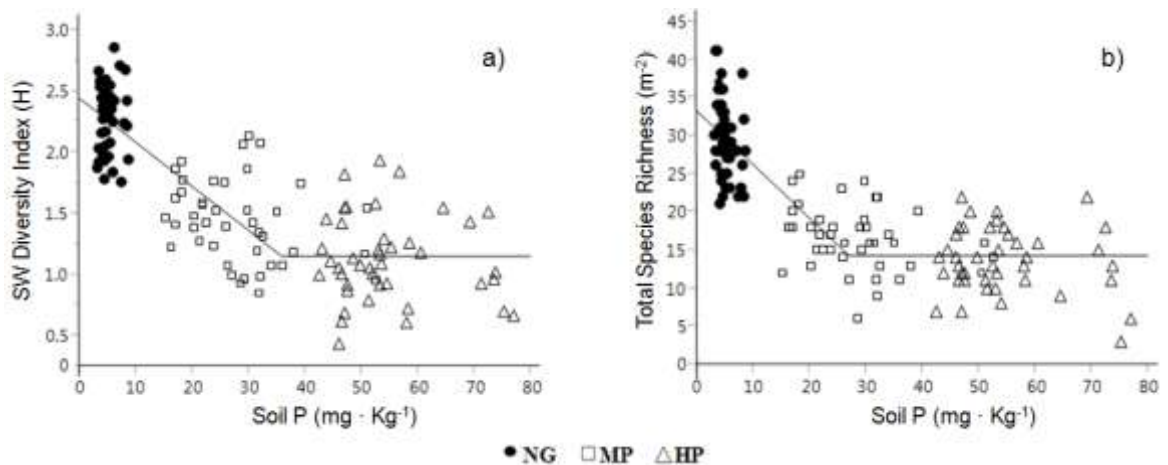 a)
SW Diversity Index (H)
3.0
2.5
2.0
1.5
1.0
0.5
0
0 10 20 30 40 50 60 70 80
Soil P (mg · Kg-1)
b)
Total Species Richness (m-2)
45
40
35
30
25
20
15
10
5
0
0 10 20 30 40 50 60 70 80
Soil P (mg · Kg-1)
NG MP HP